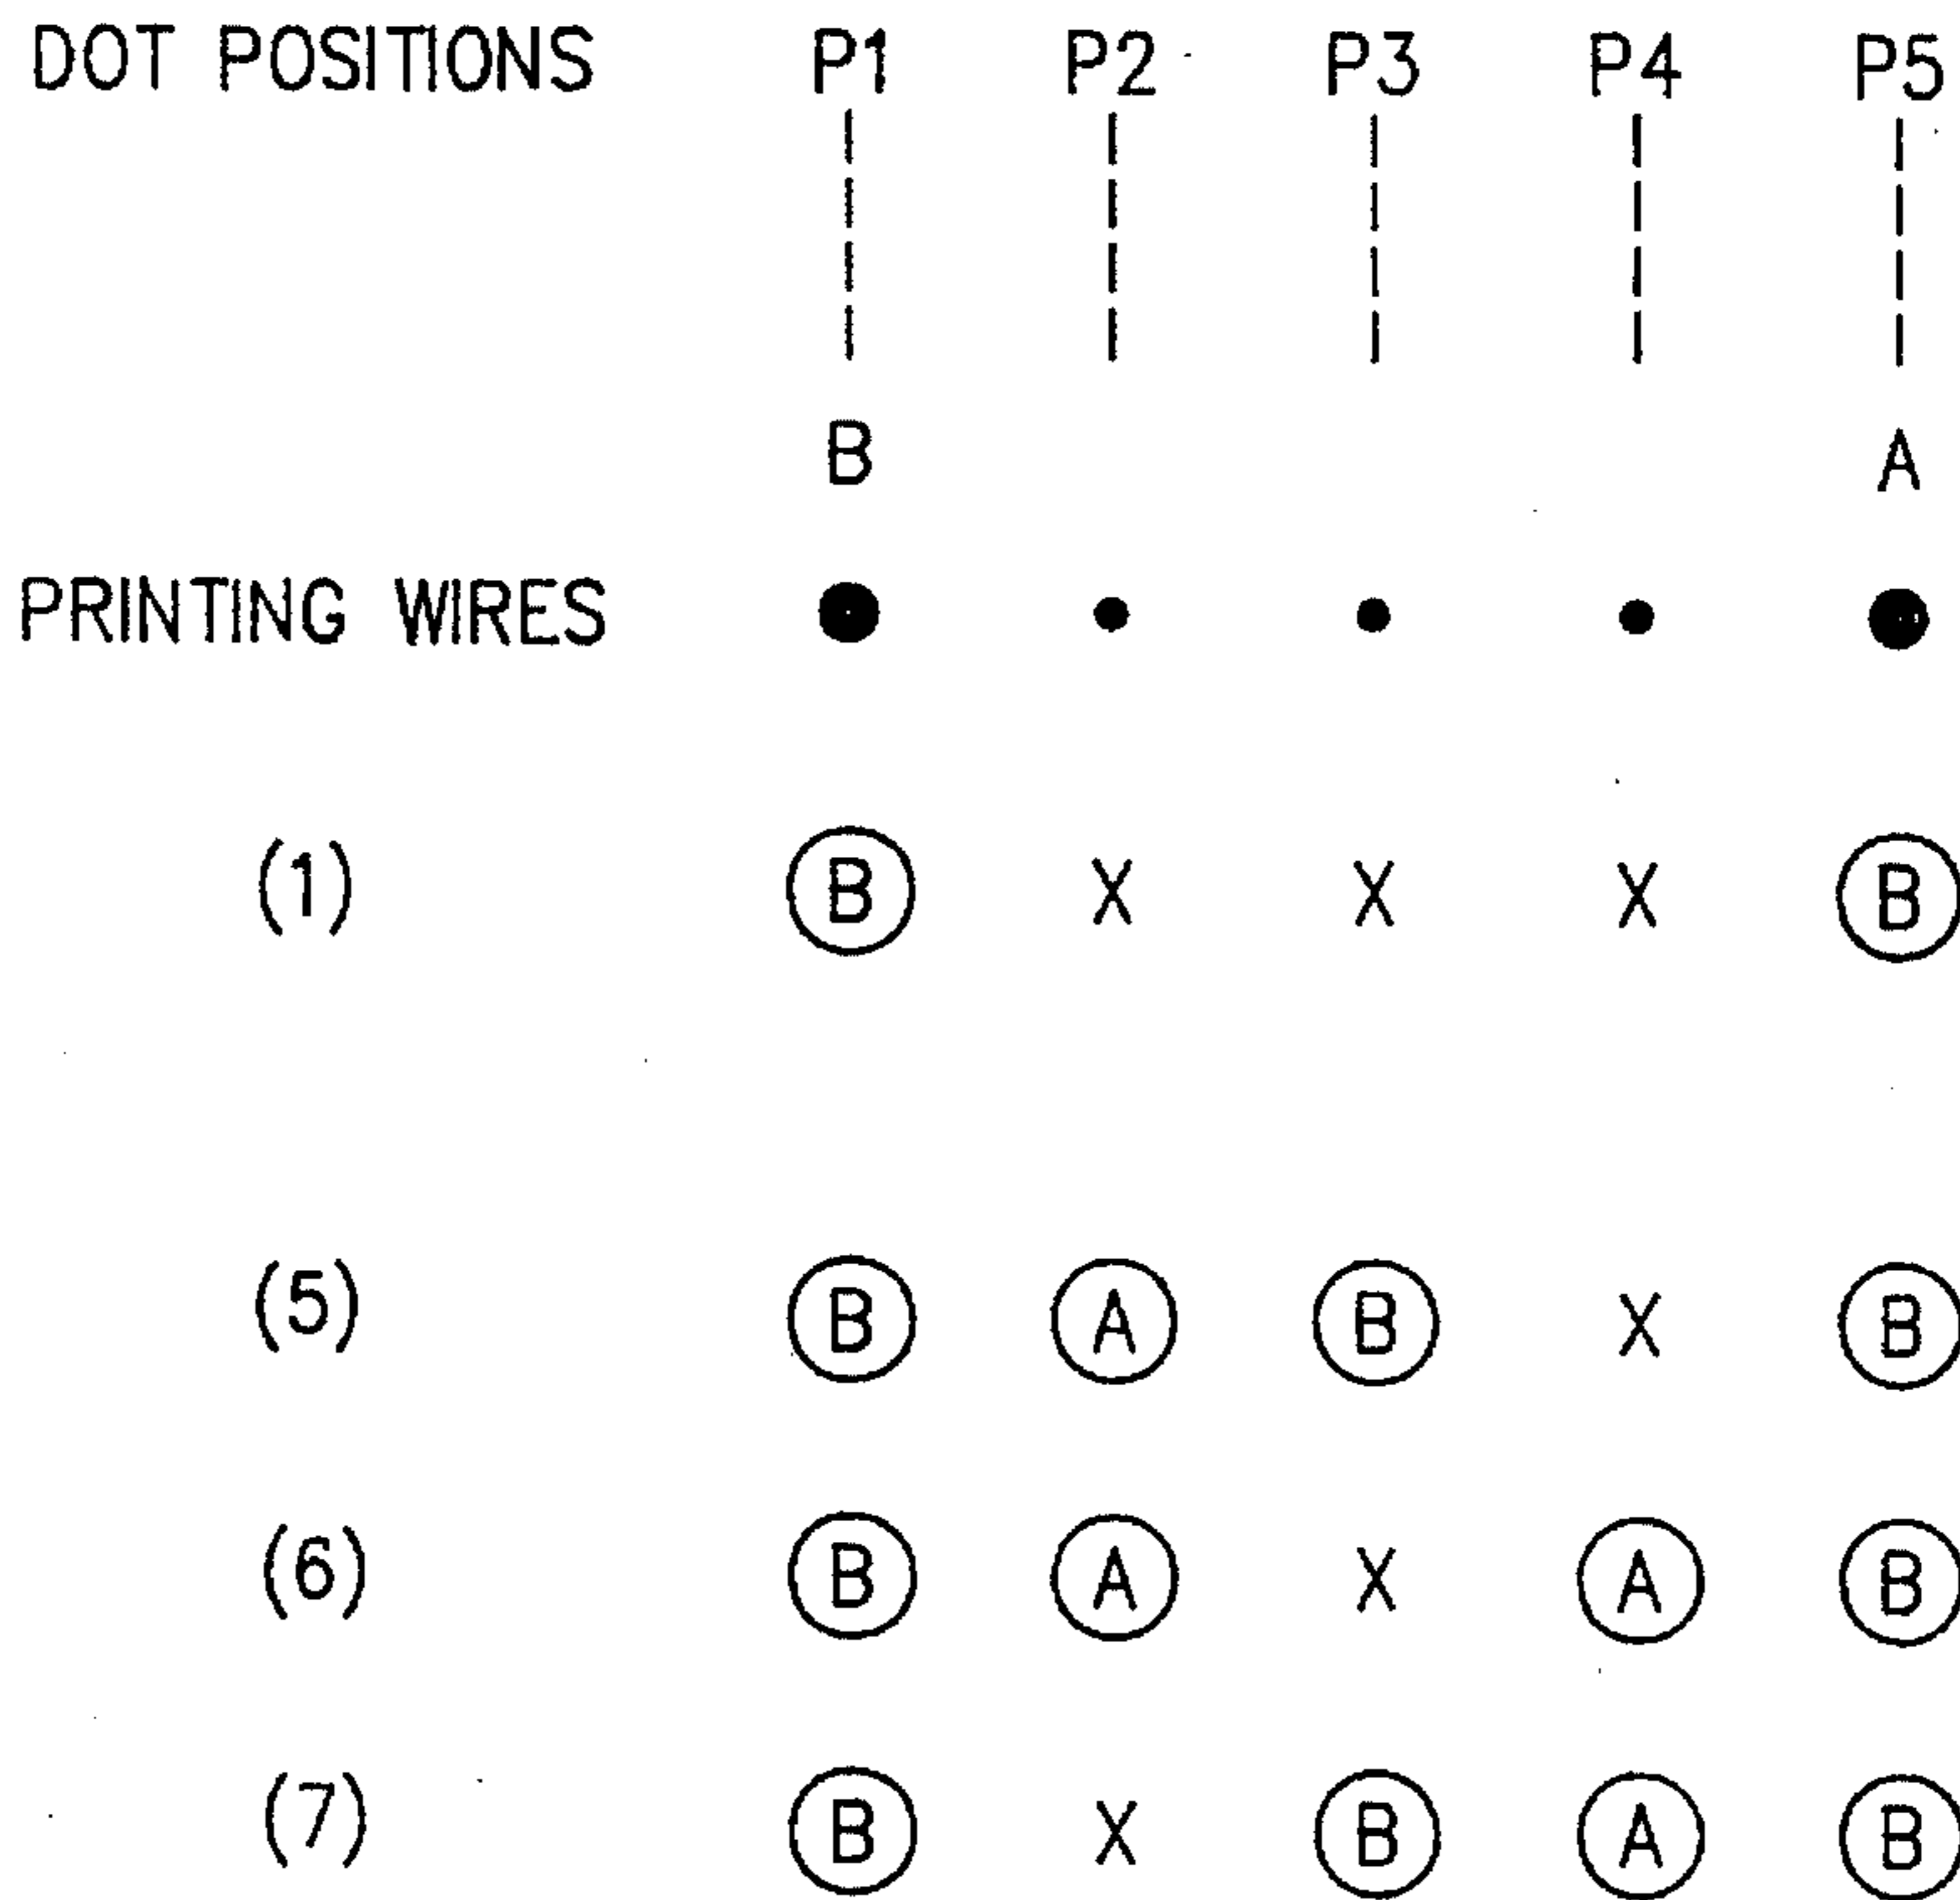 DOT POSITIONS P1 P2 P3 P4 P5
B A
PRINTING WIRES
(1) B X X X B
(5) B A B X B
(6) B A X A B
(7) B X B A B